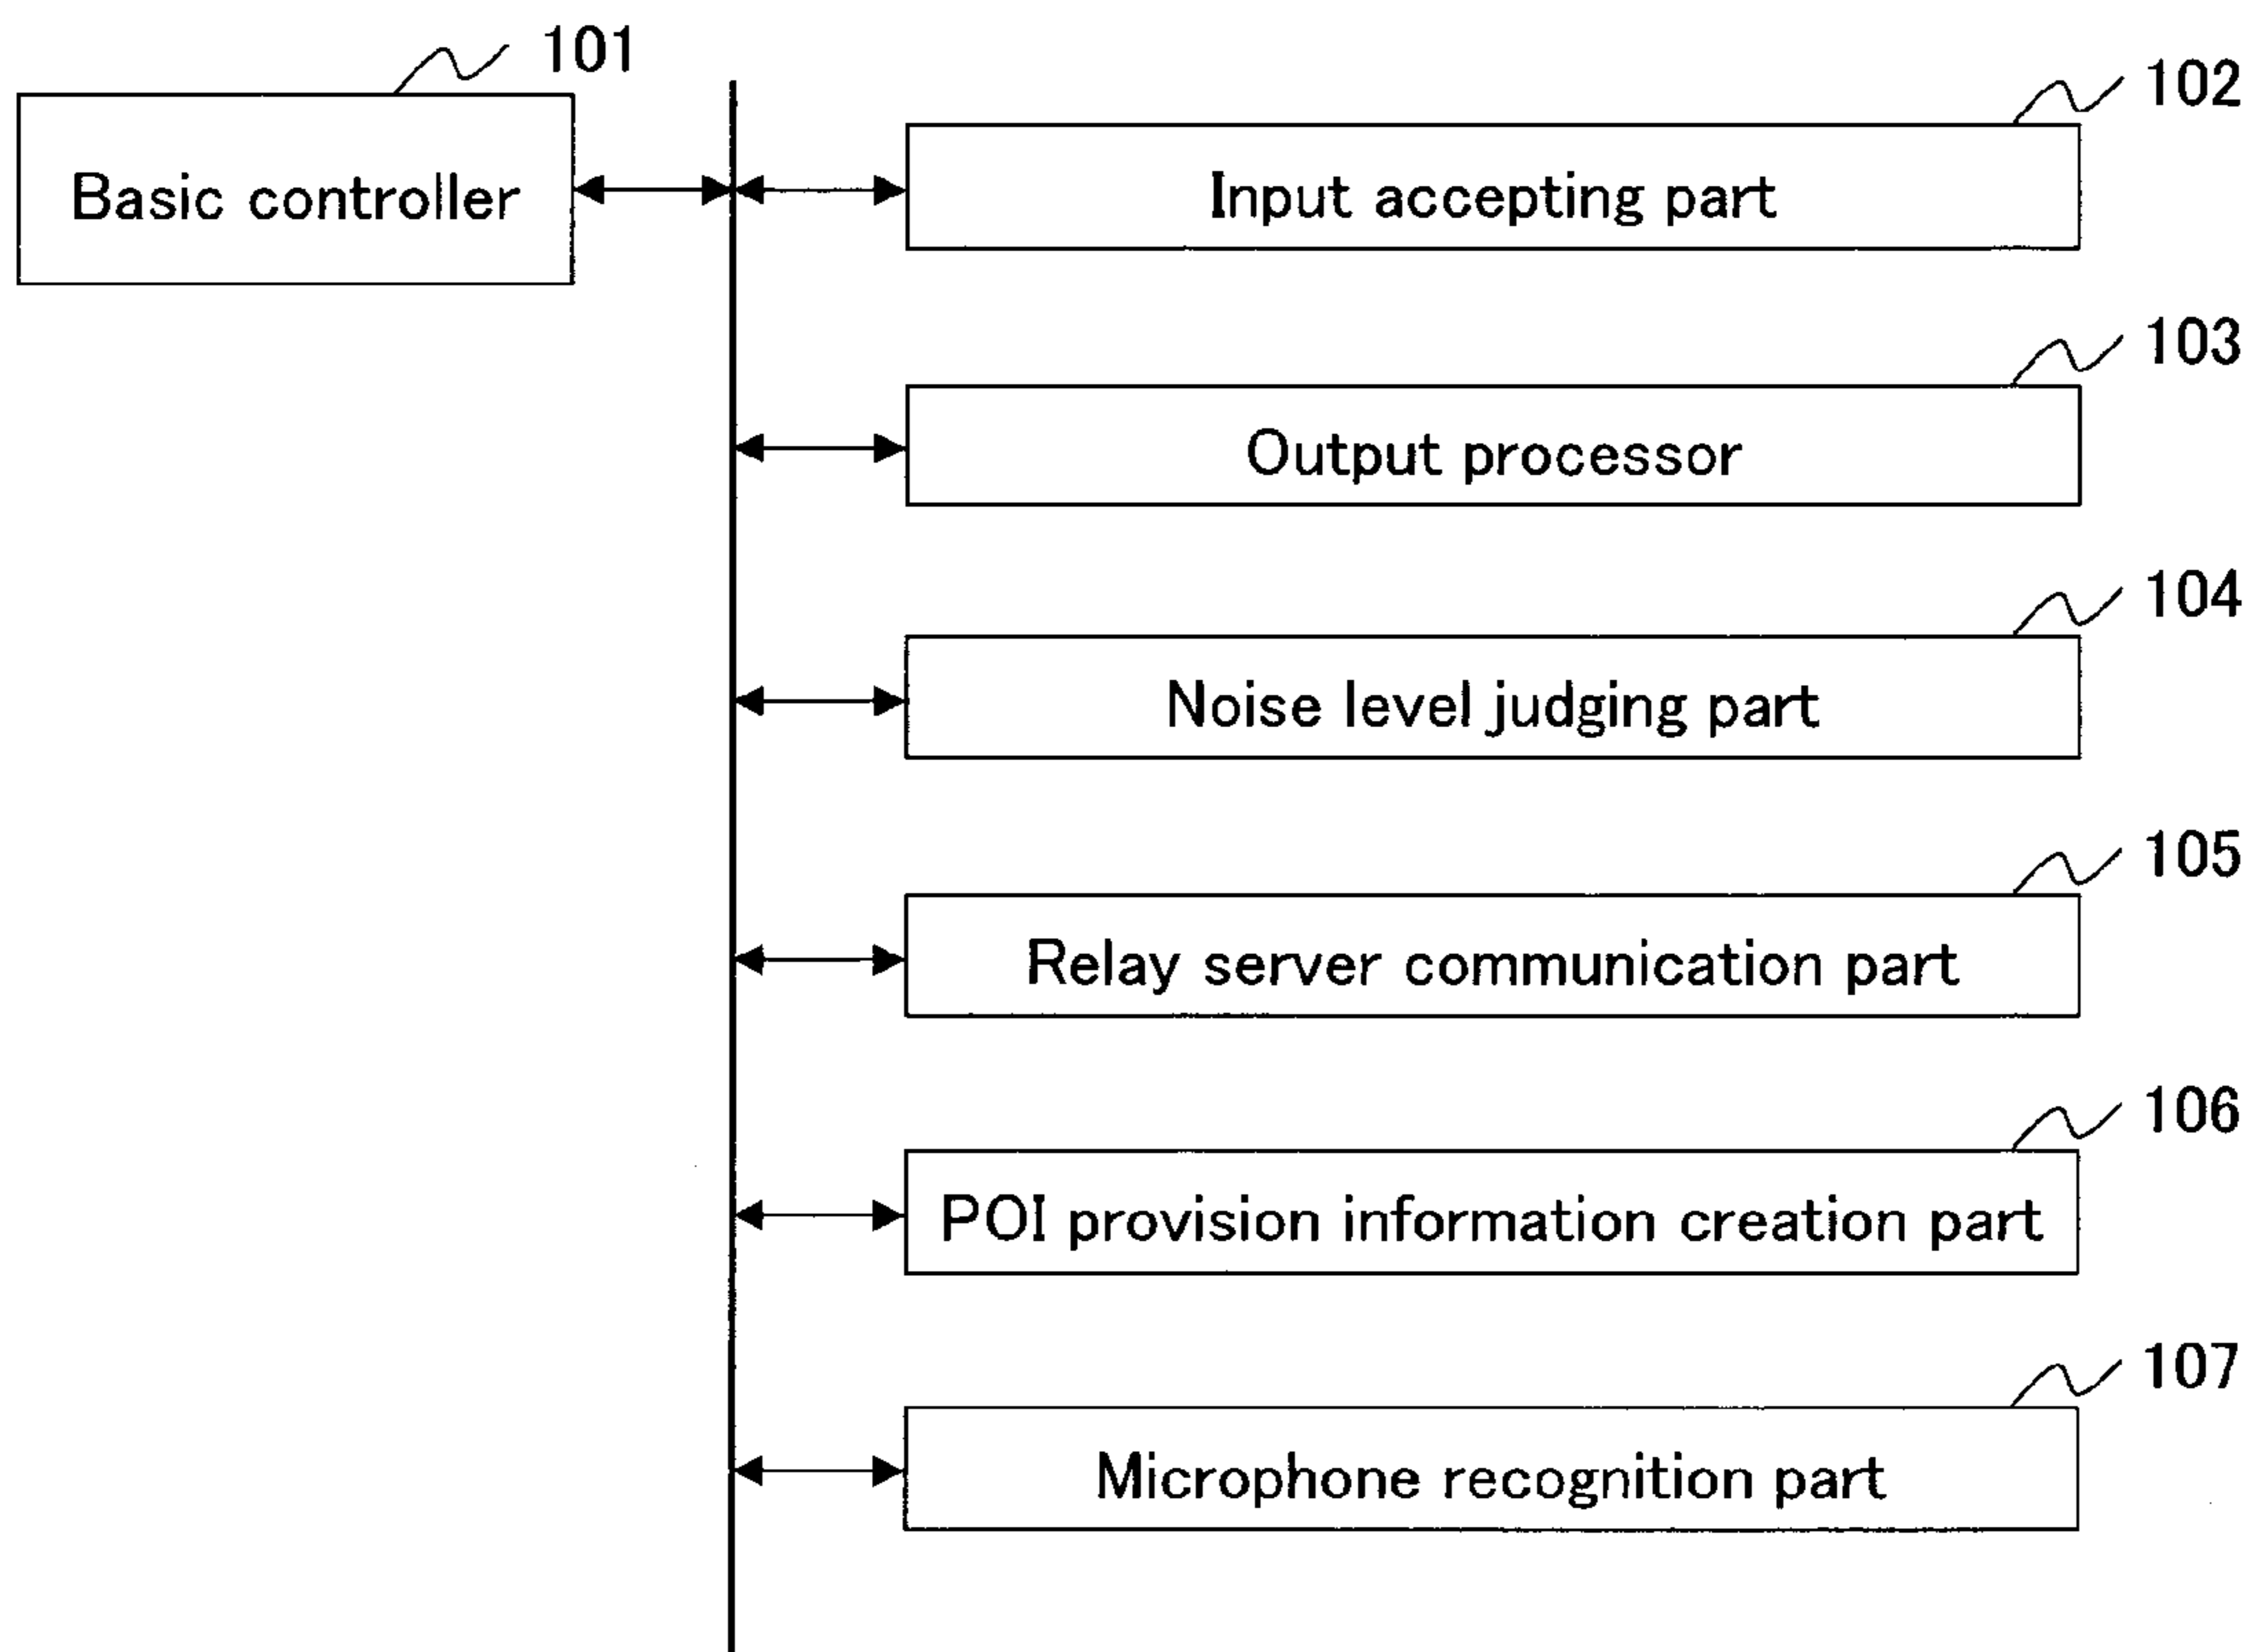 101
Basic controller
102
Input accepting part
103
Output processor
104
Noise level judging part
105
Relay server communication part
106
POI provision information creation part
107
Microphone recognition part